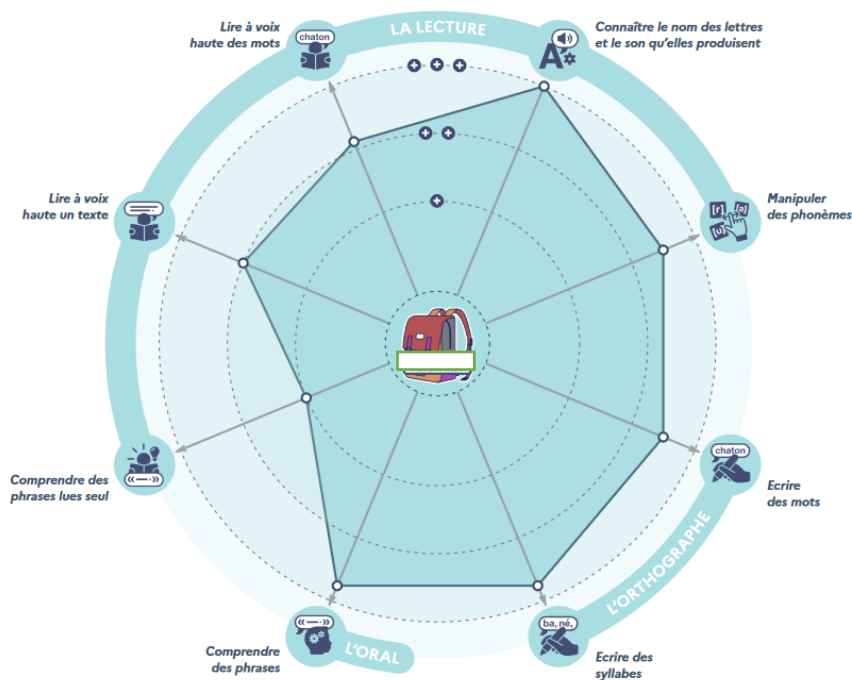 LA LECTURE
Lire à voix
haute des mots
chaton
Connaître le nom des lettres
et le son qu'elles produisent
A
Lire à voix
haute un texte
[r] [a]
[u]
Manipuler
des phonèmes
Comprendre des
phrases lues seul
«—·»
chaton
Ecrire
des mots
L'ORTHOGRAPHE
«—·»
Comprendre
des phrases
L'ORAL
ba, né,
Ecrire des
syllabes